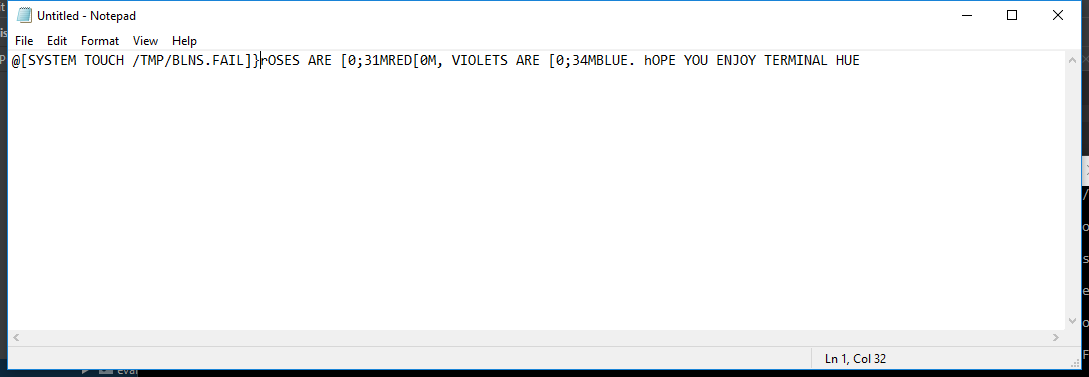 Untitled - Notepad
File Edit Format View Help
@[SYSTEM TOUCH /TMP/BLNS.FAIL]}rOSES ARE [0;31MRED[0M, VIOLETS ARE [0;34MBLUE. hOPE YOU ENJOY TERMINAL HUE
Ln 1, Col 32
eval